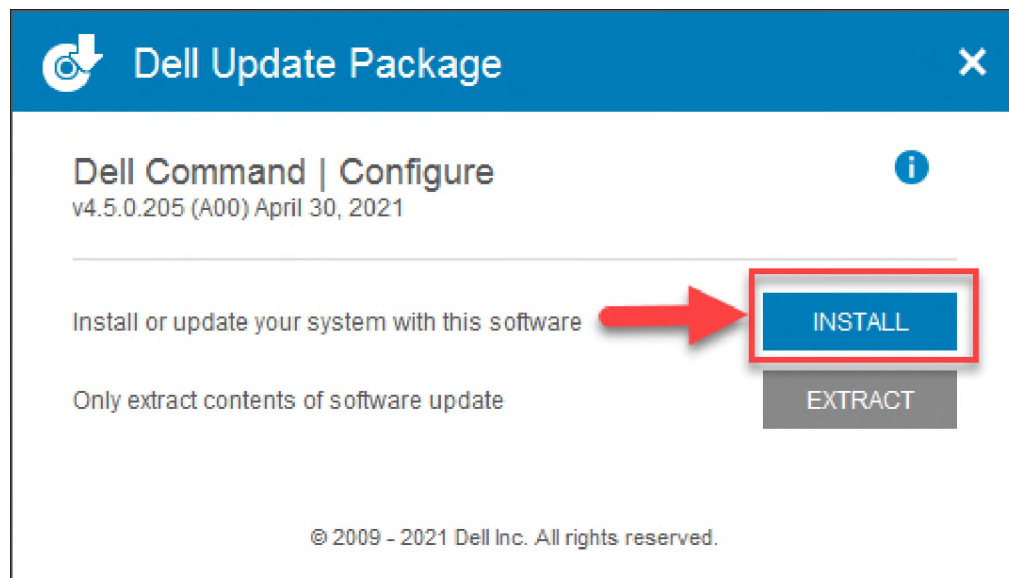 Dell Update Package
Dell Command | Configure
v4.5.0.205 (A00) April 30, 2021
Install or update your system with this software
INSTALL
Only extract contents of software update
EXTRACT
© 2009 - 2021 Dell Inc. All rights reserved.